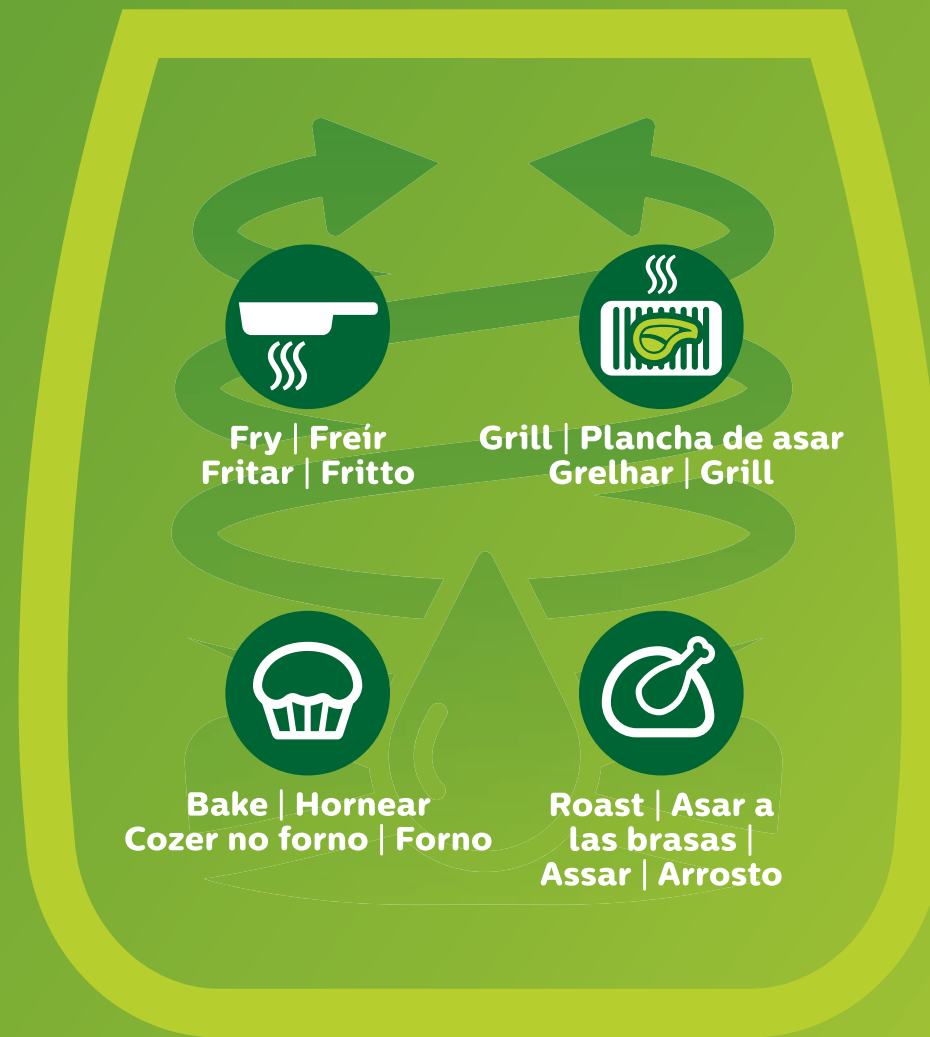 Fry | Freír
Fritar | Fritto
Grill | Plancha de asar
Grelhar | Grill
Bake | Hornear
Cozer no forno | Forno
Roast | Asar a
las brasas |
Assar | Arrosto